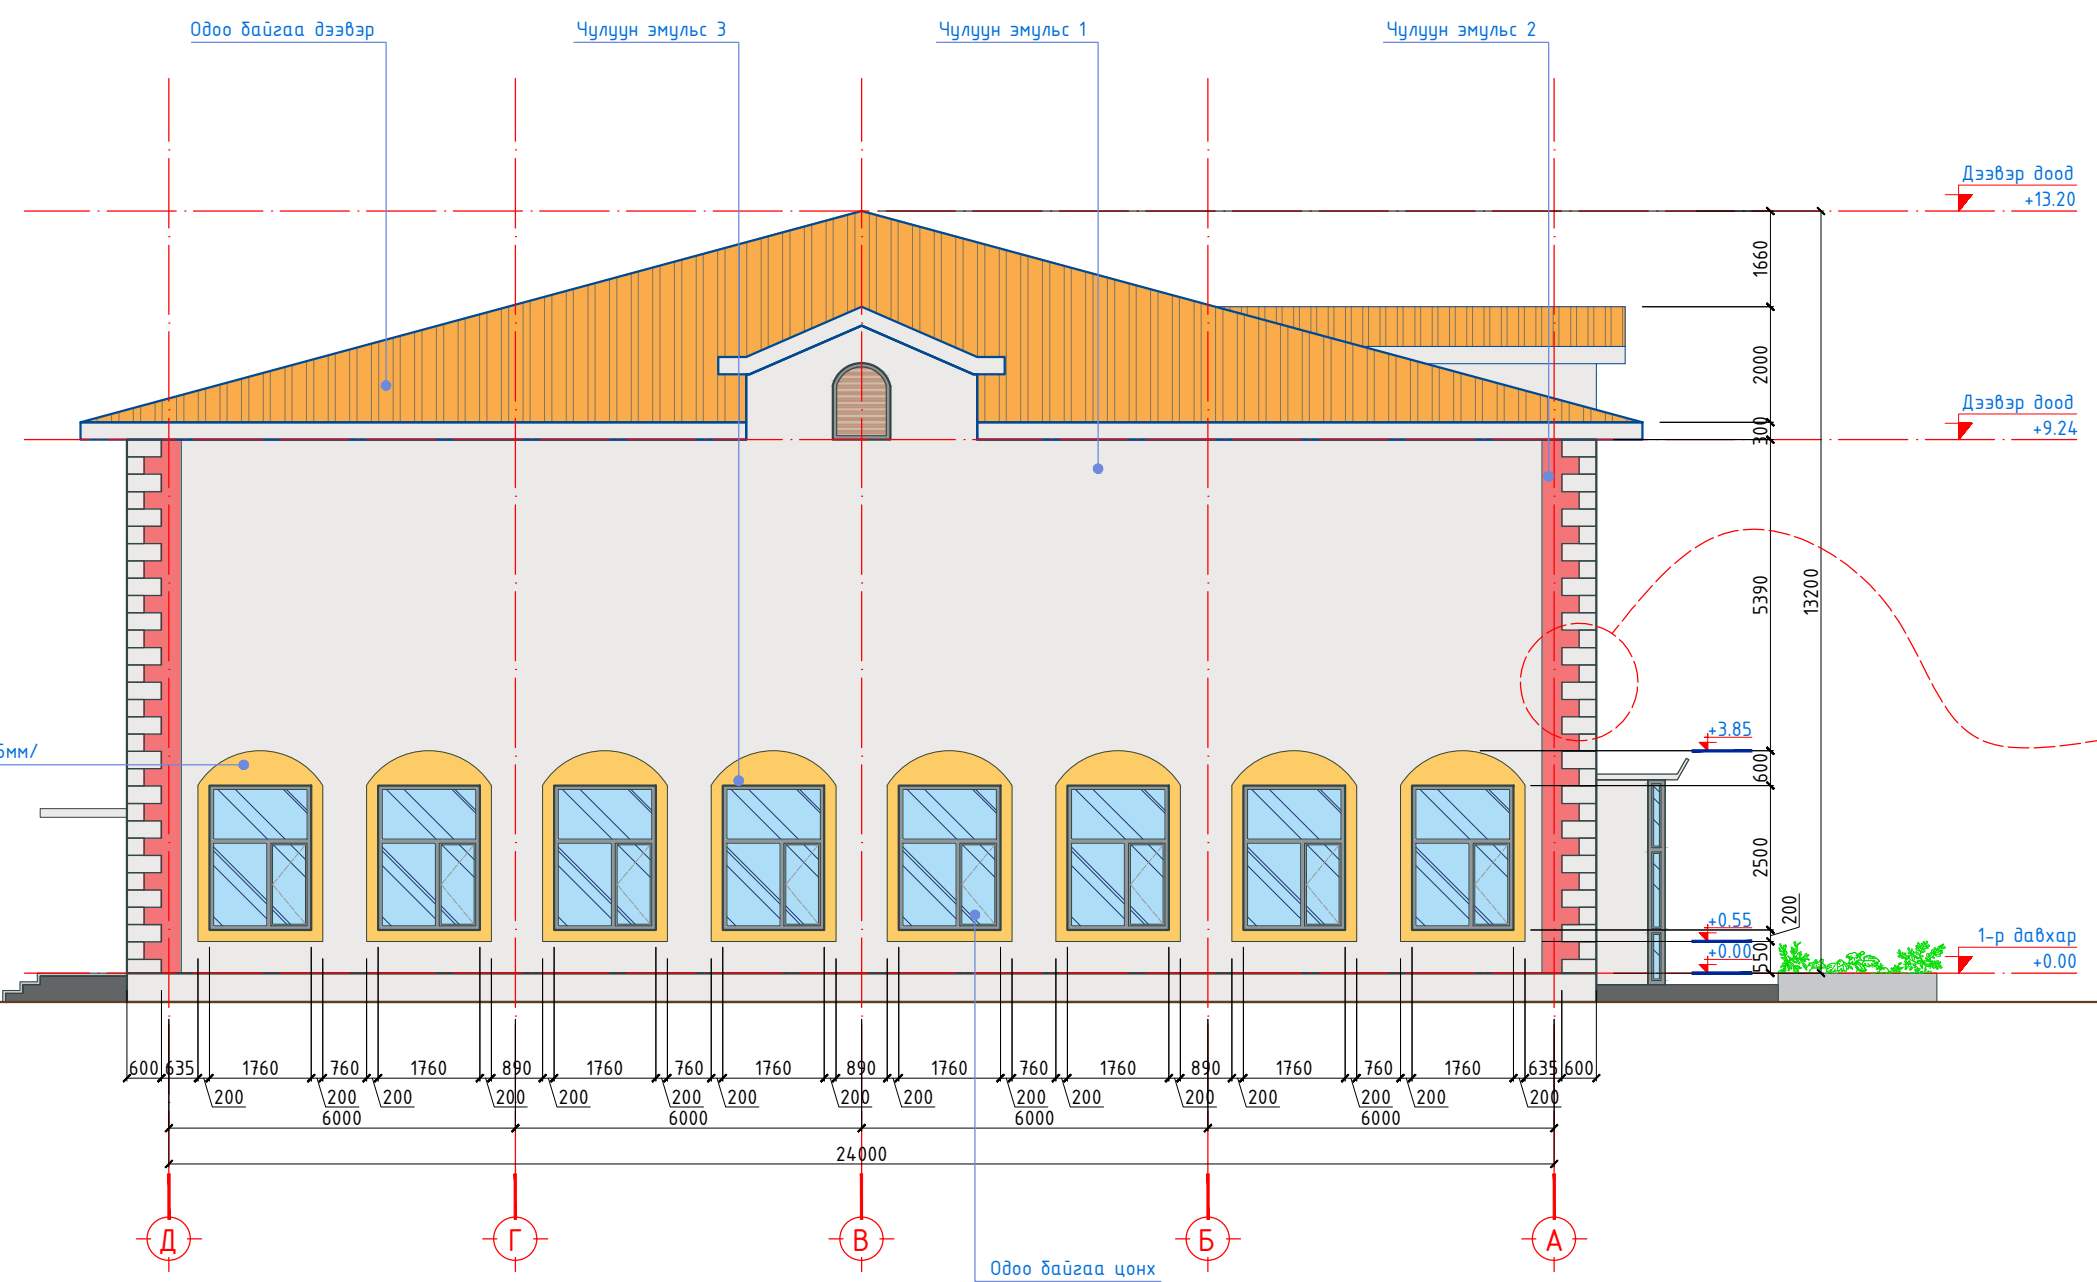 Одоо байгаа дээвэр
Чулуун эмульс 3
Чулуун эмульс 1
Чулуун эмульс 2
Дээвэр доод
+13.20
1660
2000
Дээвэр доод
+9.24
300
5390
13200
+3.85
600
2500
200
+0.55
+0.00
550
1-р давхар
+0.00
5мм/
600 635 1760 760 1760 890 1760 760 1760 890 1760 760 1760 890 1760 760 1760 635 600
200 200 200 200 200 200 200 200 200 200 200 200 200 200 200 200
6000 6000 6000 6000
24000
Д Г В Б А
Одоо байгаа цонх